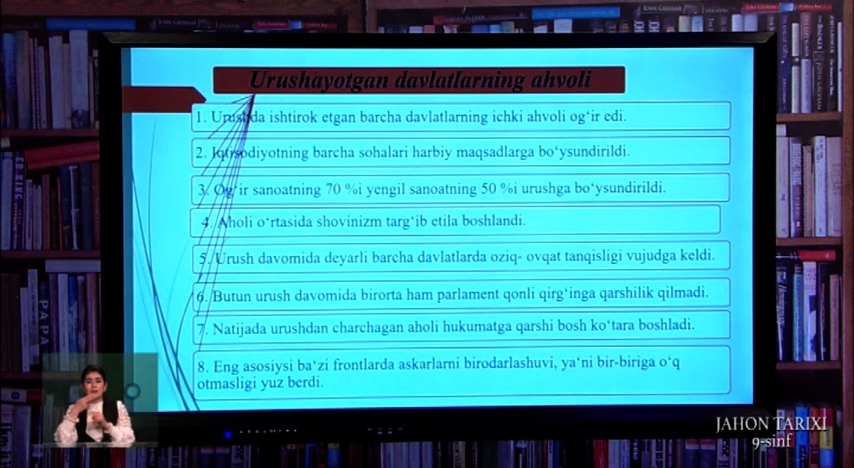 Urushayotgan davlatlarning ahvoli
1. Urushda ishtirok etgan barcha davlatlarning ichki ahvoli og‘ir edi.
2. Iqtisodiyotning barcha sohalari harbiy maqsadlarga bo‘ysundirildi.
3. Og‘ir sanoatning 70 %i yengil sanoatning 50 %i urushga bo‘ysundirildi.
4. Aholi o‘rtasida shovinizm targ‘ib etila boshlandi.
5. Urush davomida deyarli barcha davlatlarda oziq- ovqat tanqisligi vujudga keldi.
6. Butun urush davomida birorta ham parlament qonli qirg‘inga qarshilik qilmadi.
7. Natijada urushdan charchagan aholi hukumatga qarshi bosh ko‘tara boshladi.
8. Eng asosiysi ba‘zi frontlarda askarlarni birodarlashuvi, ya‘ni bir-biriga o‘q
otmasligi yuz berdi.
JAHON TARIXI
9-sinf